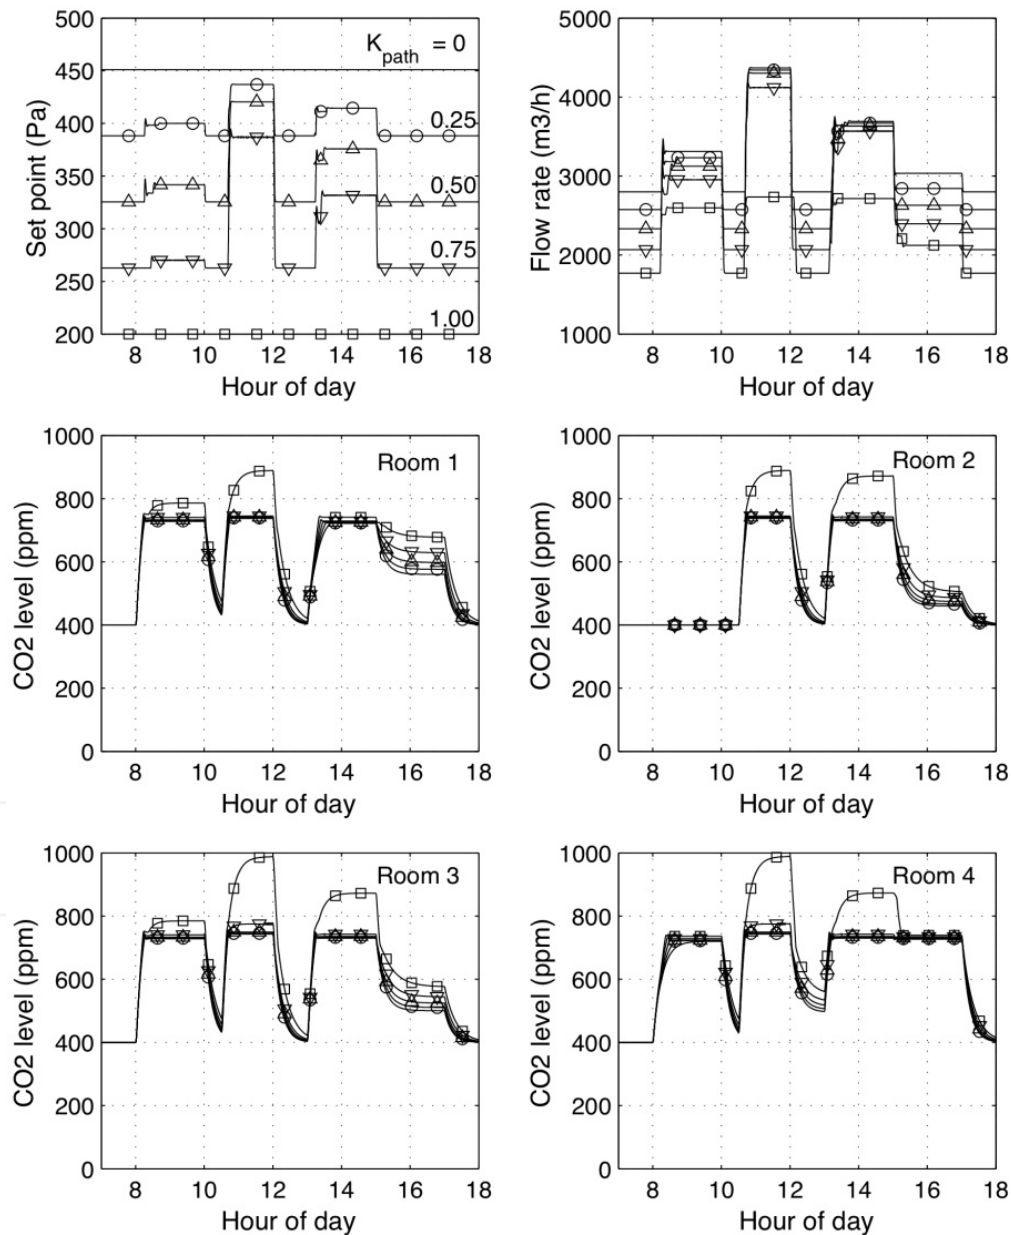 500
450
400
350
300
250
200
Set point (Pa)
K path = 0
0.25
0.50
0.75
1.00
8 10 12 14 16 18
Hour of day
5000
4000
3000
2000
1000
Flow rate (m3/h)
8 10 12 14 16 18
Hour of day
1000
800
600
400
200
0
CO2 level (ppm)
Room 1
8 10 12 14 16 18
Hour of day
1000
800
600
400
200
0
CO2 level (ppm)
Room 2
8 10 12 14 16 18
Hour of day
1000
800
600
400
200
0
CO2 level (ppm)
Room 3
8 10 12 14 16 18
Hour of day
1000
800
600
400
200
0
CO2 level (ppm)
Room 4
8 10 12 14 16 18
Hour of day